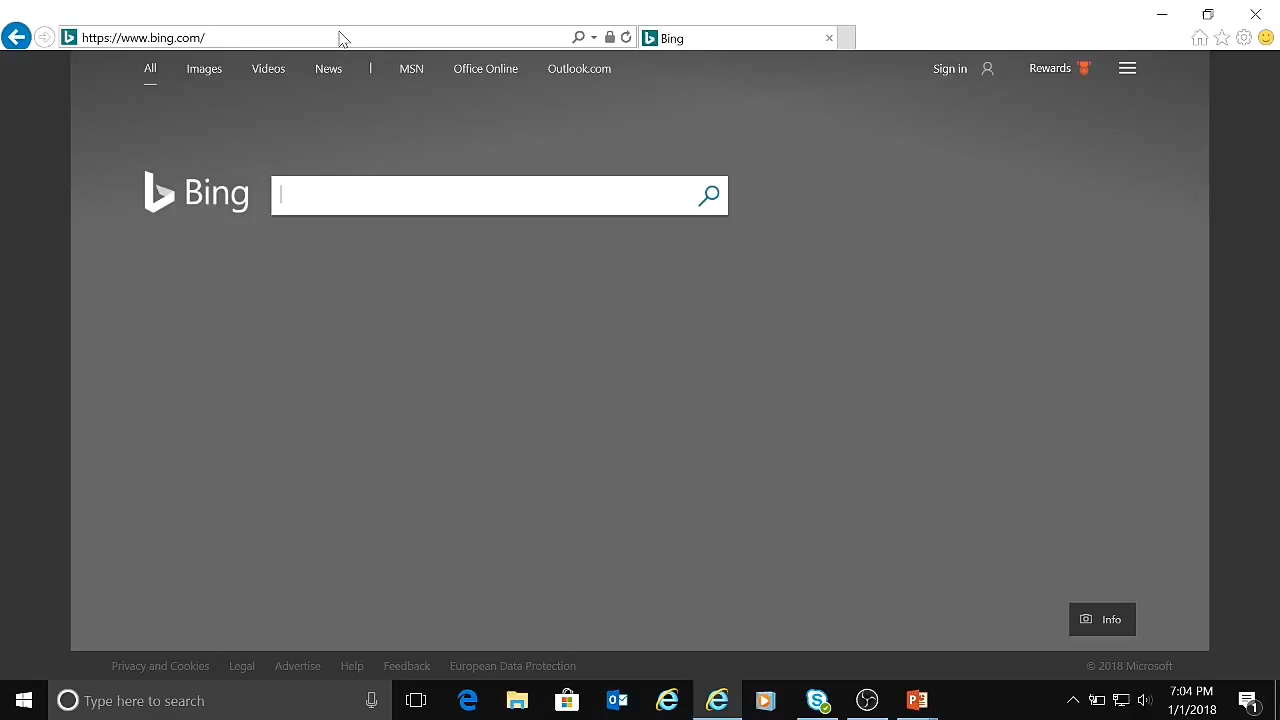 https://www.bing.com/
Bing
All Images Videos News | MSN Office Online Outlook.com Sign in Rewards
Bing
Info
Privacy and Cookies Legal Advertise Help Feedback European Data Protection © 2018 Microsoft
Type here to search
7:04 PM
1/1/2018
1